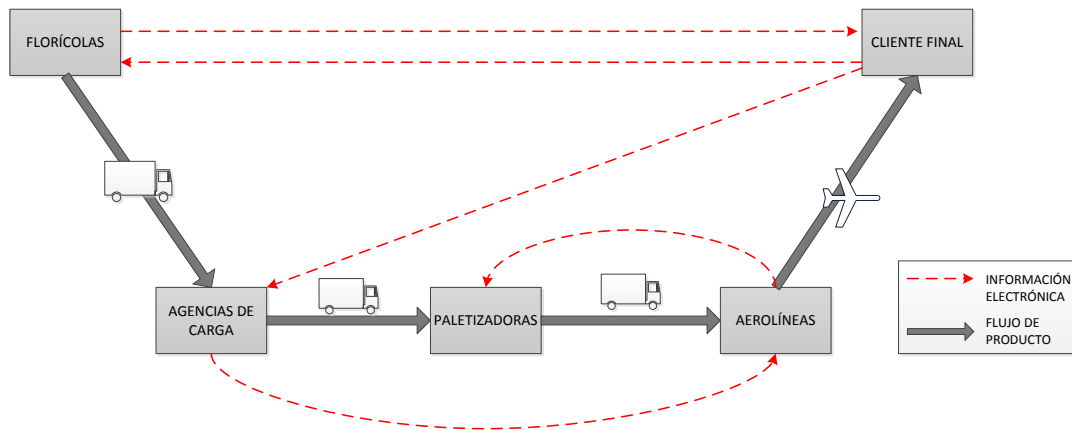 FLORÍCOLAS
CLIENTE FINAL
AGENCIAS DE
CARGA
PALETIZADORAS
AEROLÍNEAS
INFORMACIÓN
ELECTRÓNICA
FLUJO DE
PRODUCTO